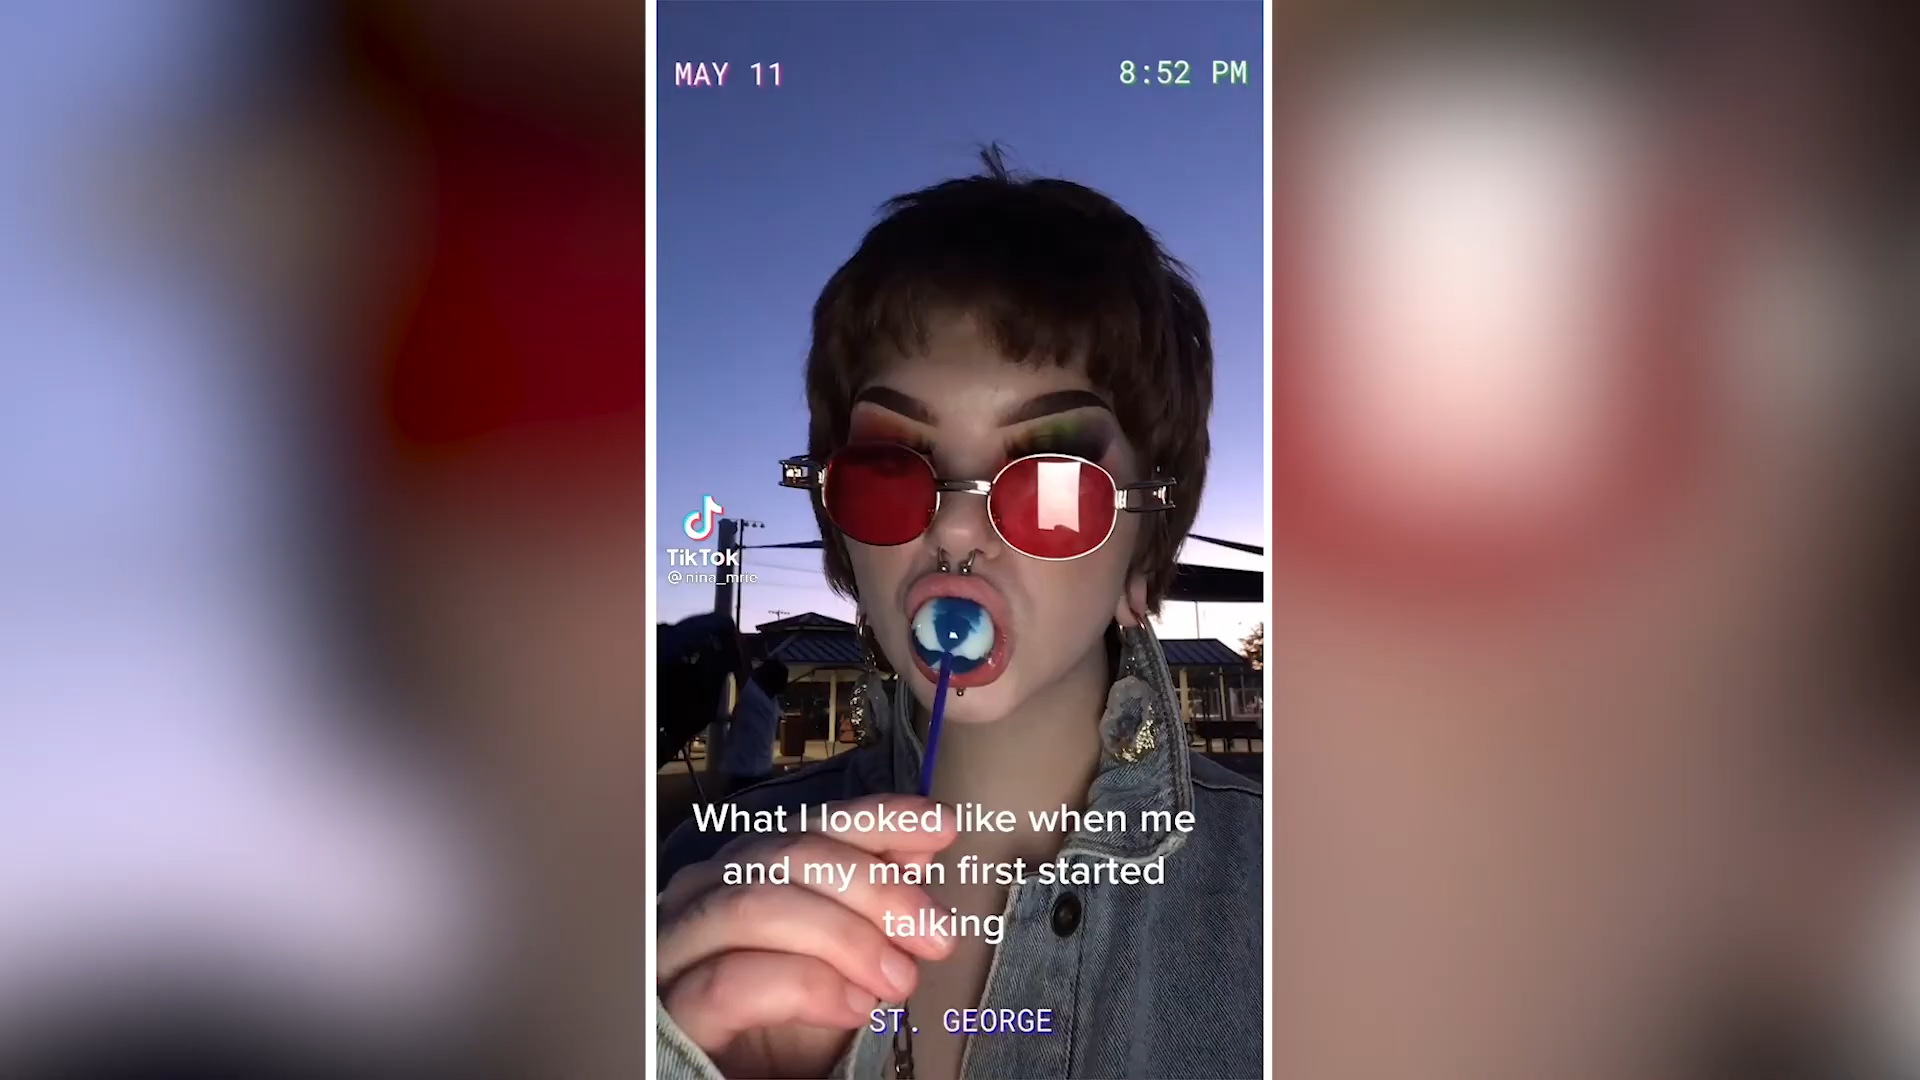 MAY 11
8:52 PM
TikTok
@nina_mrie
What I looked like when me
and my man first started
talking
ST. GEORGE